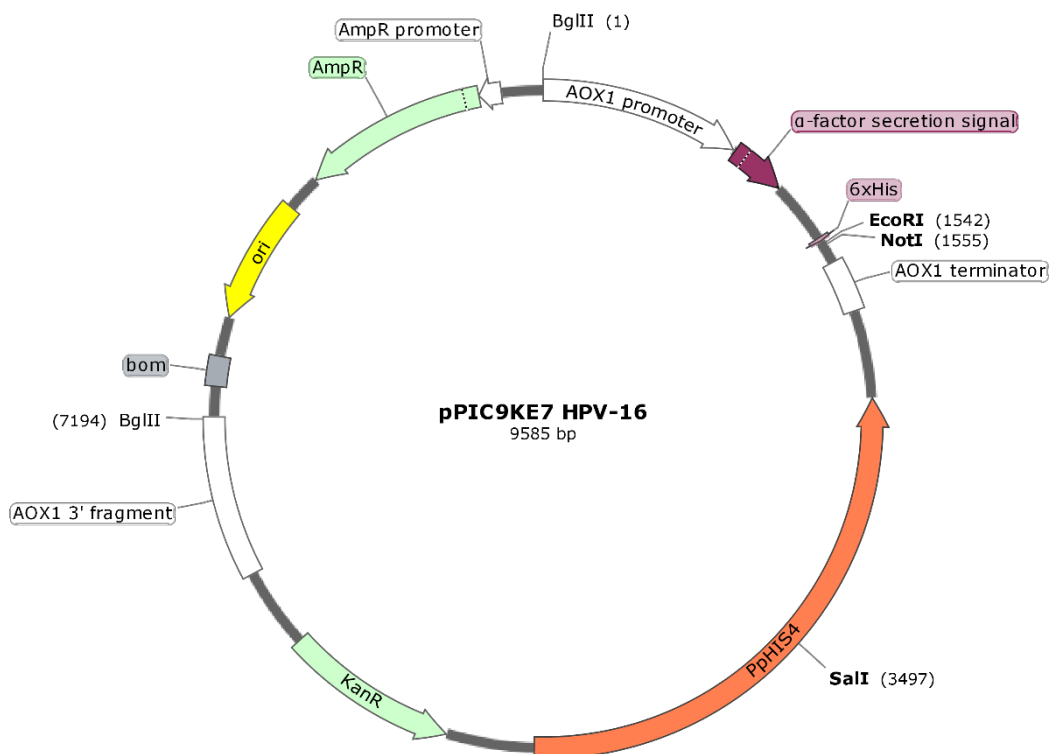 BglII (1)
AmpR promoter
AmpR
AOX1 promoter
α-factor secretion signal
6xHis
EcoRI (1542)
NotI (1555)
AOX1 terminator
ori
bom
(7194) BglII
pPIC9KE7 HPV-16
9585 bp
AOX1 3' fragment
PpHIS4
SalI (3497)
KanR